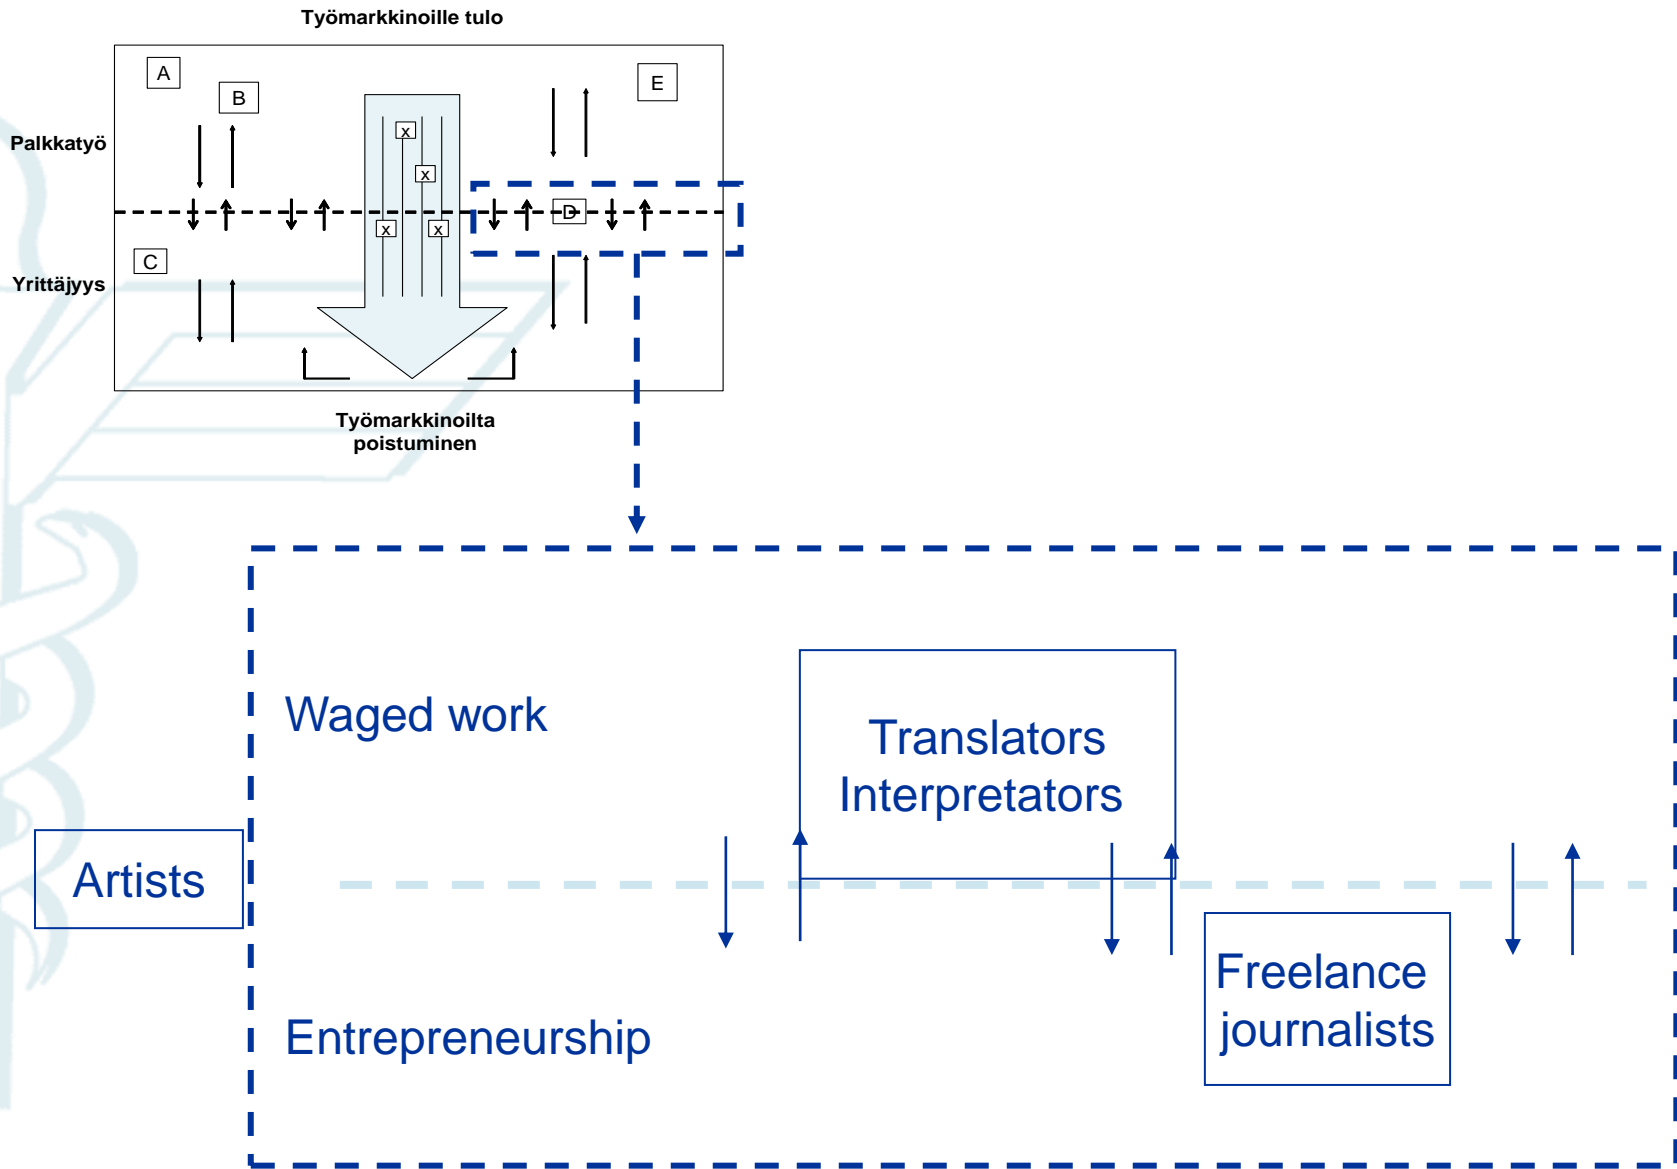 Työmarkkinoille tulo
A
B
E
Palkkatyö
x
x
D
x
x
C
Yrittäjyys
Työmarkkinoilta
poistuminen
Waged work
Translators
Interpretators
Artists
Freelance
journalists
Entrepreneurship